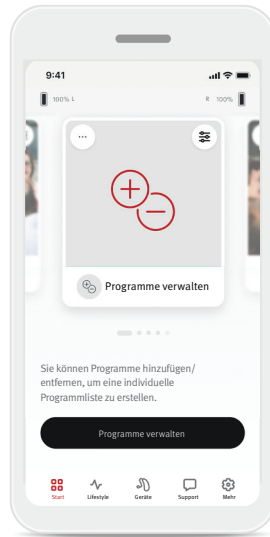 9:41
100% L
R 100%
Programme verwalten
Sie können Programme hinzufügen/
entfernen, um eine individuelle
Programmliste zu erstellen.
Programme verwalten
Start Lifestyle Geräte Support Mehr